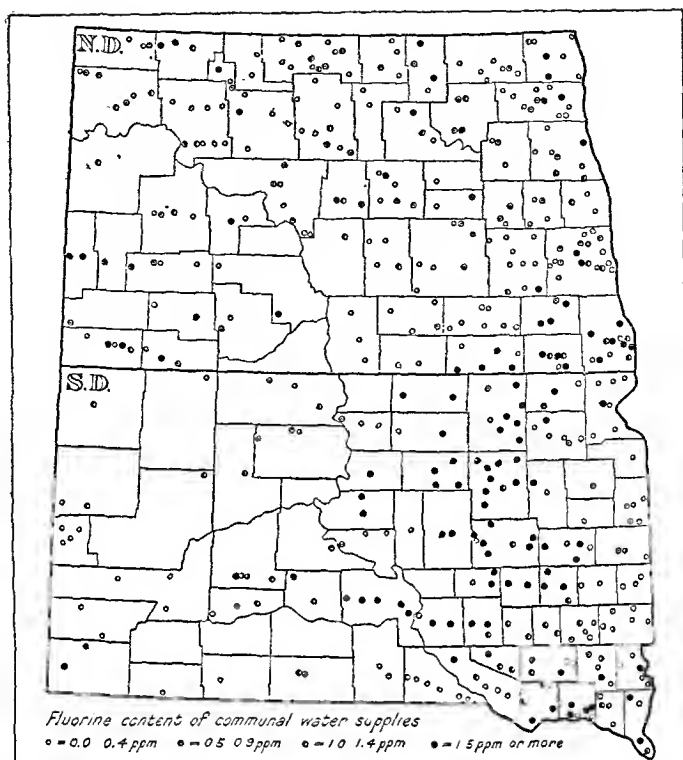 N.D.
S.D.
Fluorine content of communal water supplies
o = 0.0 0.4 ppm o = 0.5 0.9 ppm o = 1.0 1.4 ppm ● = 1.5 ppm or more